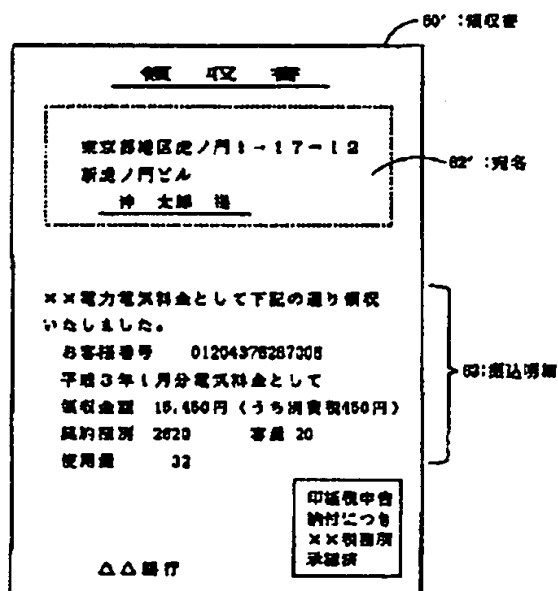 60′:領収書
領収書
東京都港区虎ノ門1-17-12
新虎ノ門ビル
沖 太郎 様
62′:宛名
××電力電気料金として下記の通り領収
いたしました。
お客様番号 01204376287006
平成3年1月分電気料金として
領収金額 15,450円(うち消費税450円)
契約種別 2620 容量 20
使用量 32
63:振込明細
印紙税申告
納付につき
××税務所
承認済
△△銀行